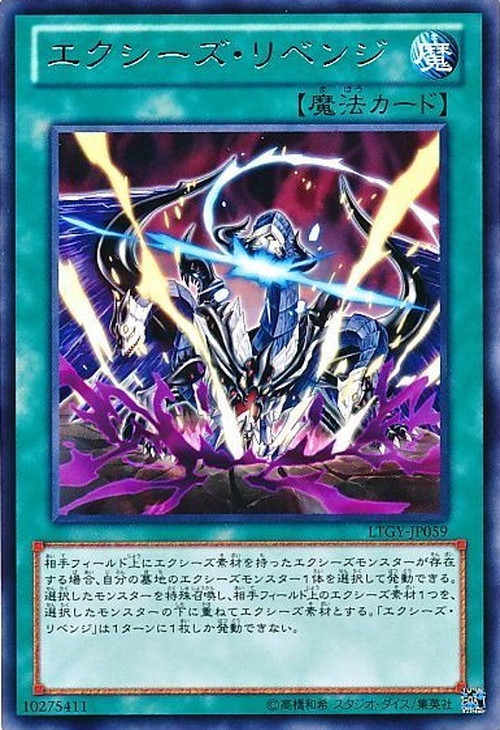 エクシーズ・リベンジ
魔
【魔法カード】
LTGY-JP059
相手フィールド上にエクシーズ素材を持ったエクシーズモンスターが存在
する場合、自分の墓地のエクシーズモンスター1体を選択して発動できる。
選択したモンスターを特殊召喚し、相手フィールド上のエクシーズ素材1つを、
選択したモンスターの下に重ねてエクシーズ素材とする。「エクシーズ・
リベンジ」は1ターンに1枚しか発動できない。
10275411
©高橋和希 スタジオ・ダイス/集英社